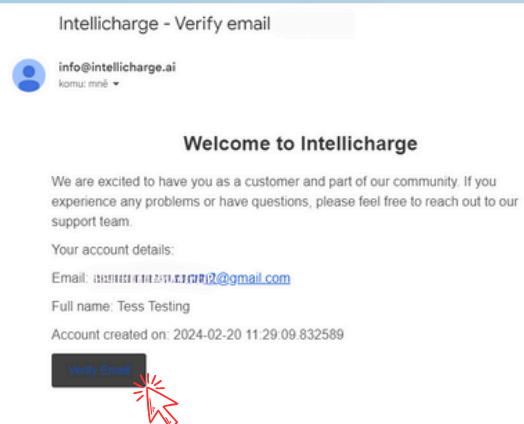 Intellicharge - Verify email
info@intellicharge.ai
komu: mně
Welcome to Intellicharge
We are excited to have you as a customer and part of our community. If you
experience any problems or have questions, please feel free to reach out to our
support team.
Your account details:
Email: @gmail.com
Full name: Tess Testing
Account created on: 2024-02-20 11:29:09.832589
Verify Email